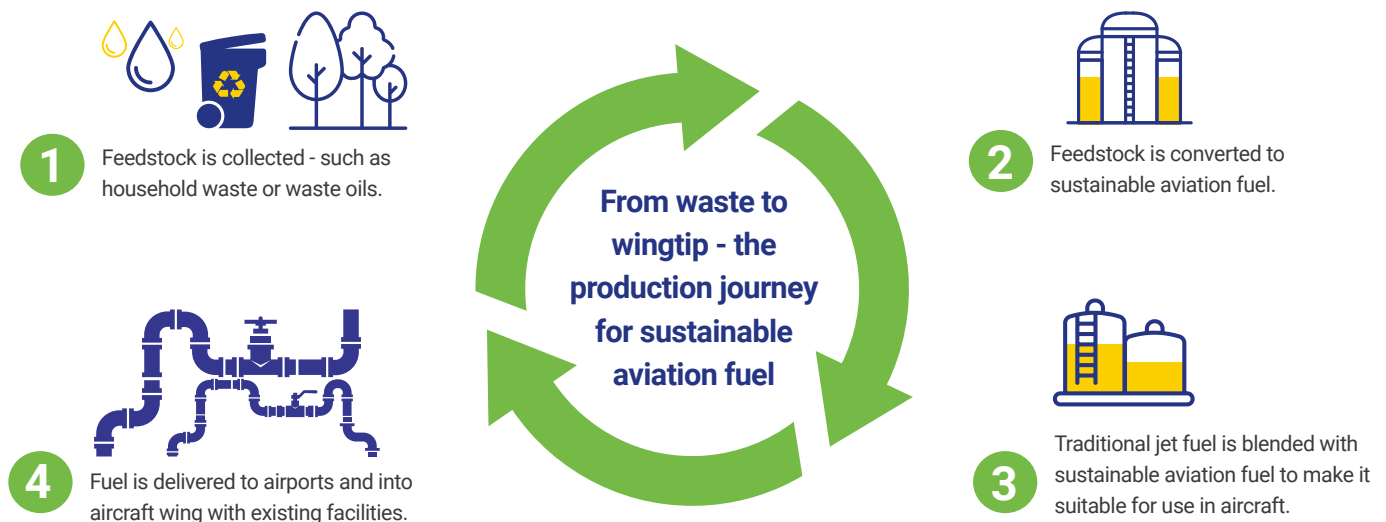 1
Feedstock is collected - such as
household waste or waste oils.
2
Feedstock is converted to
sustainable aviation fuel.
From waste to
wingtip - the
production journey
for sustainable
aviation fuel
3
Traditional jet fuel is blended with
sustainable aviation fuel to make it
suitable for use in aircraft.
4
Fuel is delivered to airports and into
aircraft wing with existing facilities.